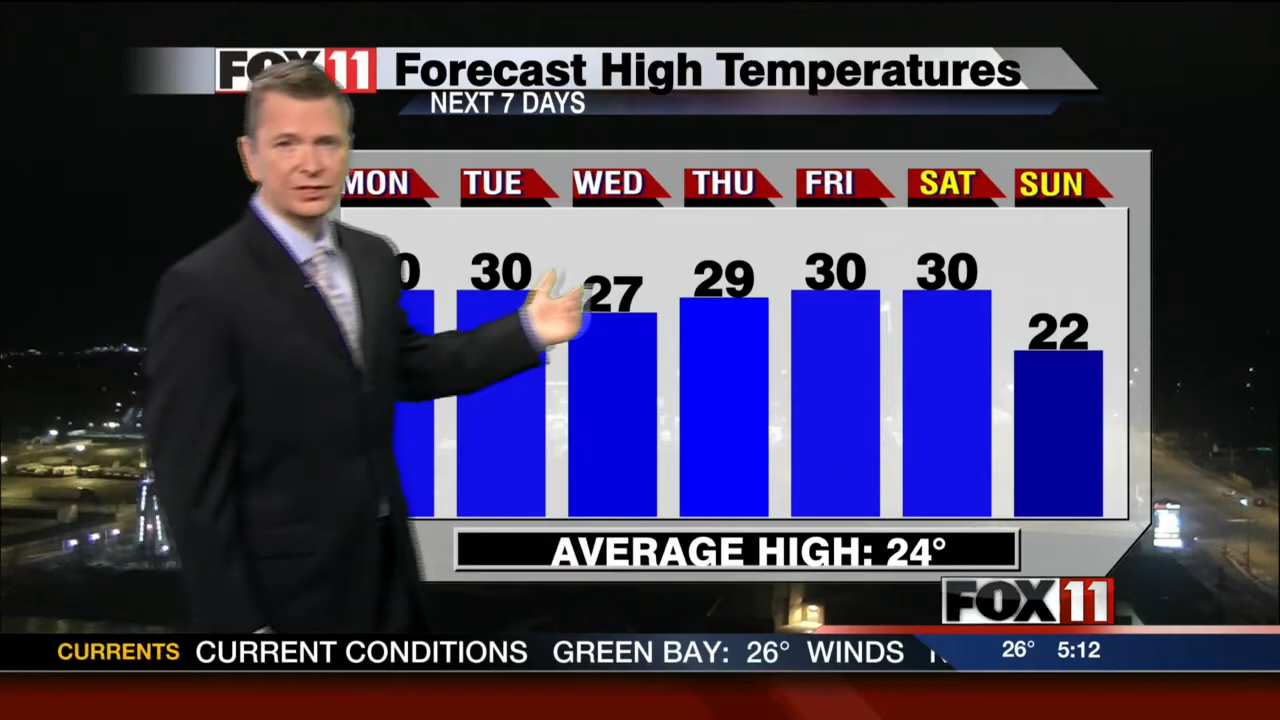 FOX 11 Forecast High Temperatures
NEXT 7 DAYS
MON TUE WED THU FRI SAT SUN
0 30 27 29 30 30 22
AVERAGE HIGH: 24°
FOX 11
CURRENTS CURRENT CONDITIONS GREEN BAY: 26° WINDS 26° 5:12